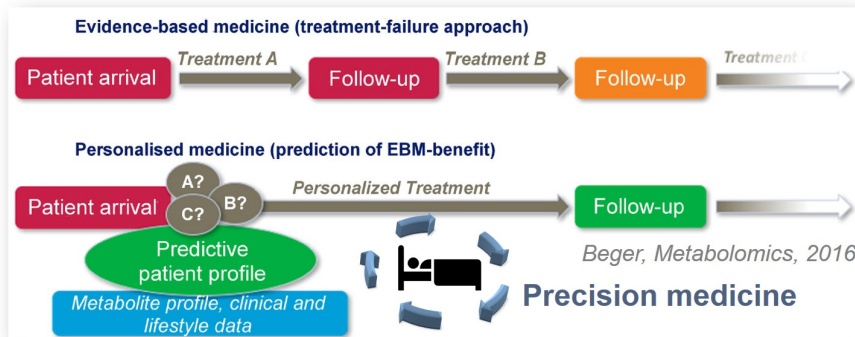 Evidence-based medicine (treatment-failure approach)
Patient arrival
Treatment A
Follow-up
Treatment B
Follow-up
Treatment
Personalised medicine (prediction of EBM-benefit)
Patient arrival
A?
B?
C?
Personalized Treatment
Follow-up
Predictive
patient profile
Metabolite profile, clinical and
lifestyle data
Beger, Metabolomics, 2016
Precision medicine